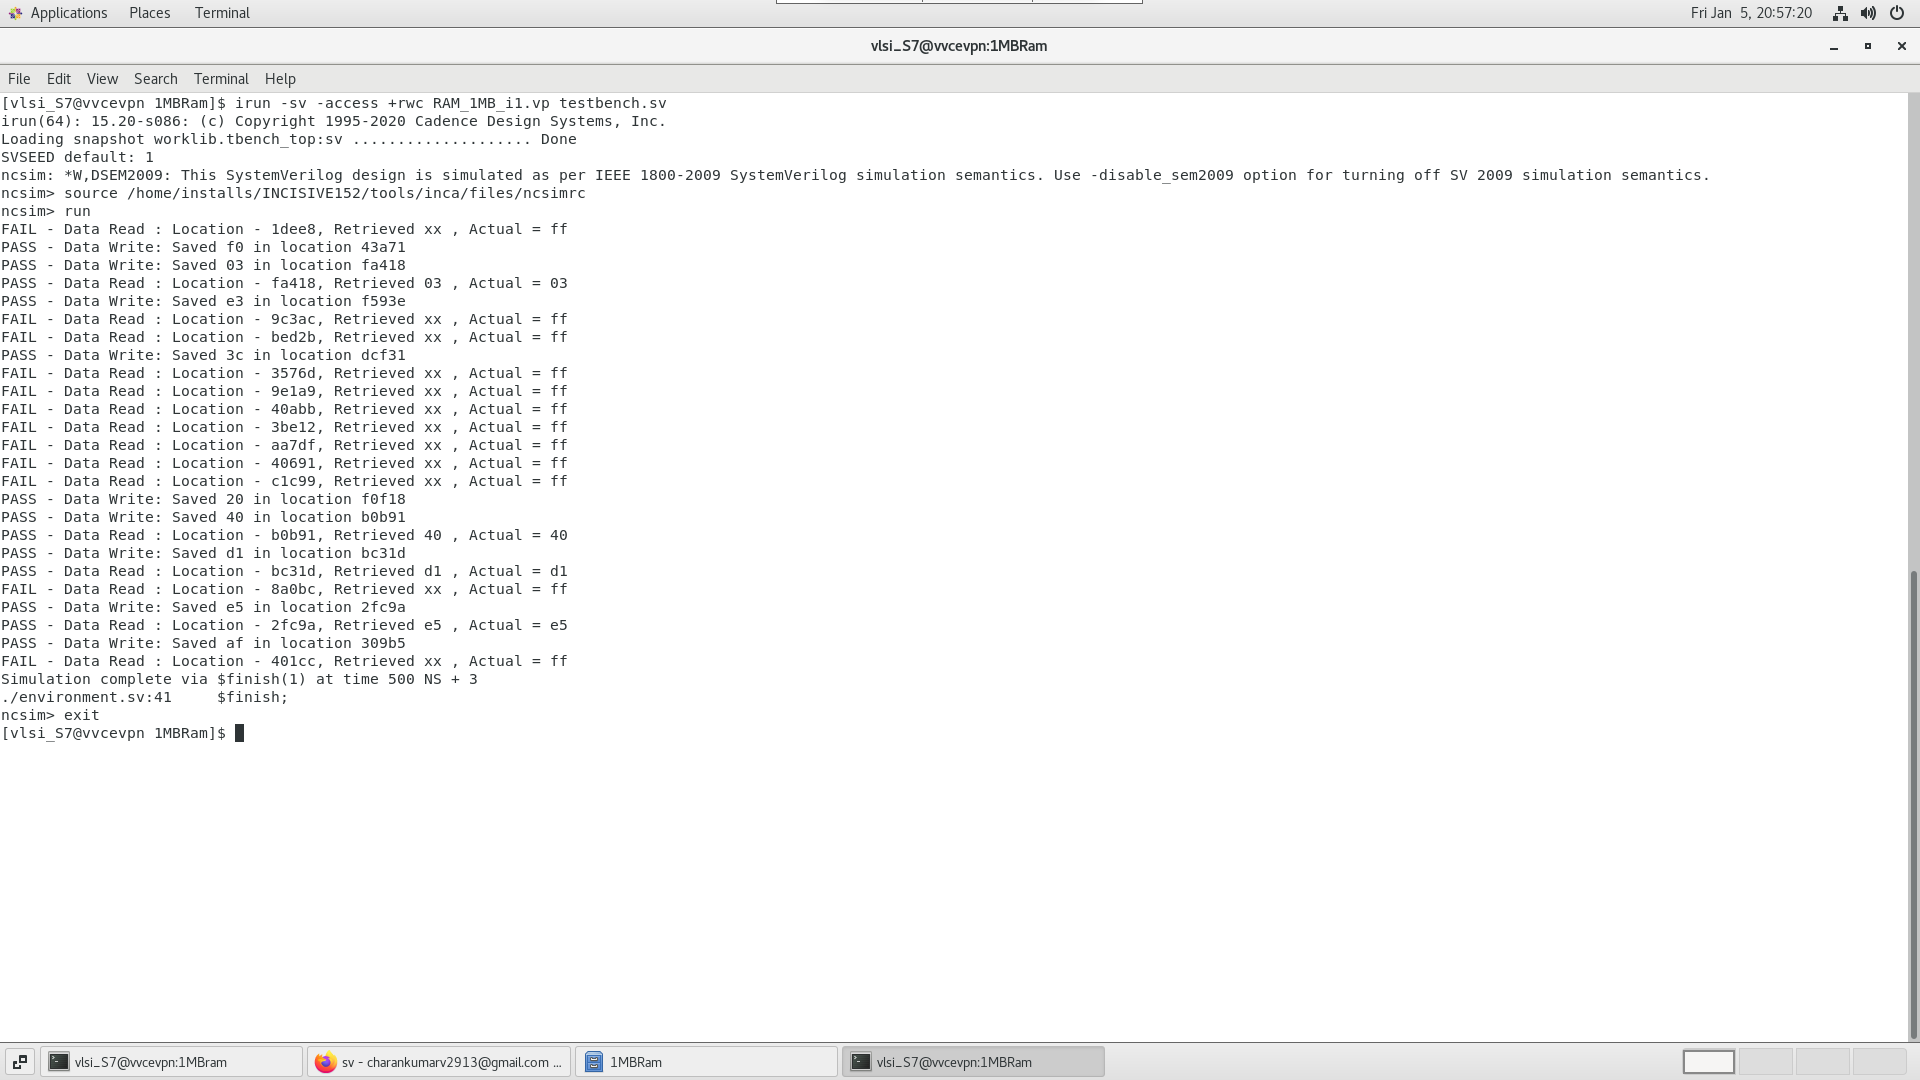 Applications Places Terminal Fri Jan 5, 20:57:20
vlsi_S7@vvcevpn:1MBRam
File Edit View Search Terminal Help
[vlsi_S7@vvcevpn 1MBRam]$ irun -sv -access +rwc RAM_1MB_i1.vp testbench.sv
irun(64): 15.20-s086: (c) Copyright 1995-2020 Cadence Design Systems, Inc.
Loading snapshot worklib.tbench_top:sv .................... Done
SVSEED default: 1
ncsim: *W,DSEM2009: This SystemVerilog design is simulated as per IEEE 1800-2009 SystemVerilog simulation semantics. Use -disable_sem2009 option for turning off SV 2009 simulation semantics.
ncsim> source /home/installs/INCISIVE152/tools/inca/files/ncsimrc
ncsim> run
FAIL - Data Read : Location - 1dee8, Retrieved xx , Actual = ff
PASS - Data Write: Saved f0 in location 43a71
PASS - Data Write: Saved 03 in location fa418
PASS - Data Read : Location - fa418, Retrieved 03 , Actual = 03
PASS - Data Write: Saved e3 in location f593e
FAIL - Data Read : Location - 9c3ac, Retrieved xx , Actual = ff
FAIL - Data Read : Location - bed2b, Retrieved xx , Actual = ff
PASS - Data Write: Saved 3c in location dcf31
FAIL - Data Read : Location - 3576d, Retrieved xx , Actual = ff
FAIL - Data Read : Location - 9e1a9, Retrieved xx , Actual = ff
FAIL - Data Read : Location - 40abb, Retrieved xx , Actual = ff
FAIL - Data Read : Location - 3be12, Retrieved xx , Actual = ff
FAIL - Data Read : Location - aa7df, Retrieved xx , Actual = ff
FAIL - Data Read : Location - 40691, Retrieved xx , Actual = ff
FAIL - Data Read : Location - c1c99, Retrieved xx , Actual = ff
PASS - Data Write: Saved 20 in location f0f18
PASS - Data Write: Saved 40 in location b0b91
PASS - Data Read : Location - b0b91, Retrieved 40 , Actual = 40
PASS - Data Write: Saved d1 in location bc31d
PASS - Data Read : Location - bc31d, Retrieved d1 , Actual = d1
FAIL - Data Read : Location - 8a0bc, Retrieved xx , Actual = ff
PASS - Data Write: Saved e5 in location 2fc9a
PASS - Data Read : Location - 2fc9a, Retrieved e5 , Actual = e5
PASS - Data Write: Saved af in location 309b5
FAIL - Data Read : Location - 401cc, Retrieved xx , Actual = ff
Simulation complete via $finish(1) at time 500 NS + 3
./environment.sv:41     $finish;
ncsim> exit
[vlsi_S7@vvcevpn 1MBRam]$
vlsi_S7@vvcevpn:1MBram sv - charankumarv2913@gmail.com ... 1MBRam vlsi_S7@vvcevpn:1MBRam